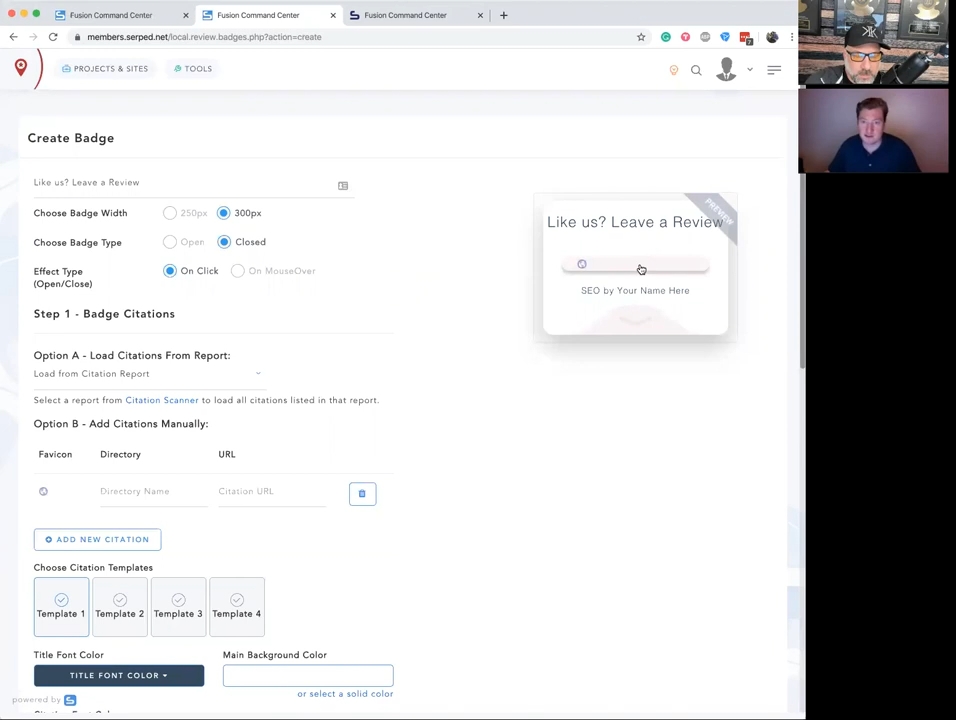 Fusion Command Center
Fusion Command Center
Fusion Command Center
members.serped.net/local.review.badges.php?action=create
7
PROJECTS & SITES
TOOLS
Create Badge
Like us? Leave a Review
Choose Badge Width
250px
300px
Choose Badge Type
Open
Closed
Effect Type
(Open/Close)
On Click
On MouseOver
PREVIEW
Like us? Leave a Review
SEO by Your Name Here
Step 1 - Badge Citations
Option A - Load Citations From Report:
Load from Citation Report
Select a report from Citation Scanner to load all citations listed in that report.
Option B - Add Citations Manually:
Favicon Directory URL
Directory Name Citation URL
ADD NEW CITATION
Choose Citation Templates
Template 1 Template 2 Template 3 Template 4
Title Font Color Main Background Color
TITLE FONT COLOR
or select a solid color
powered by S